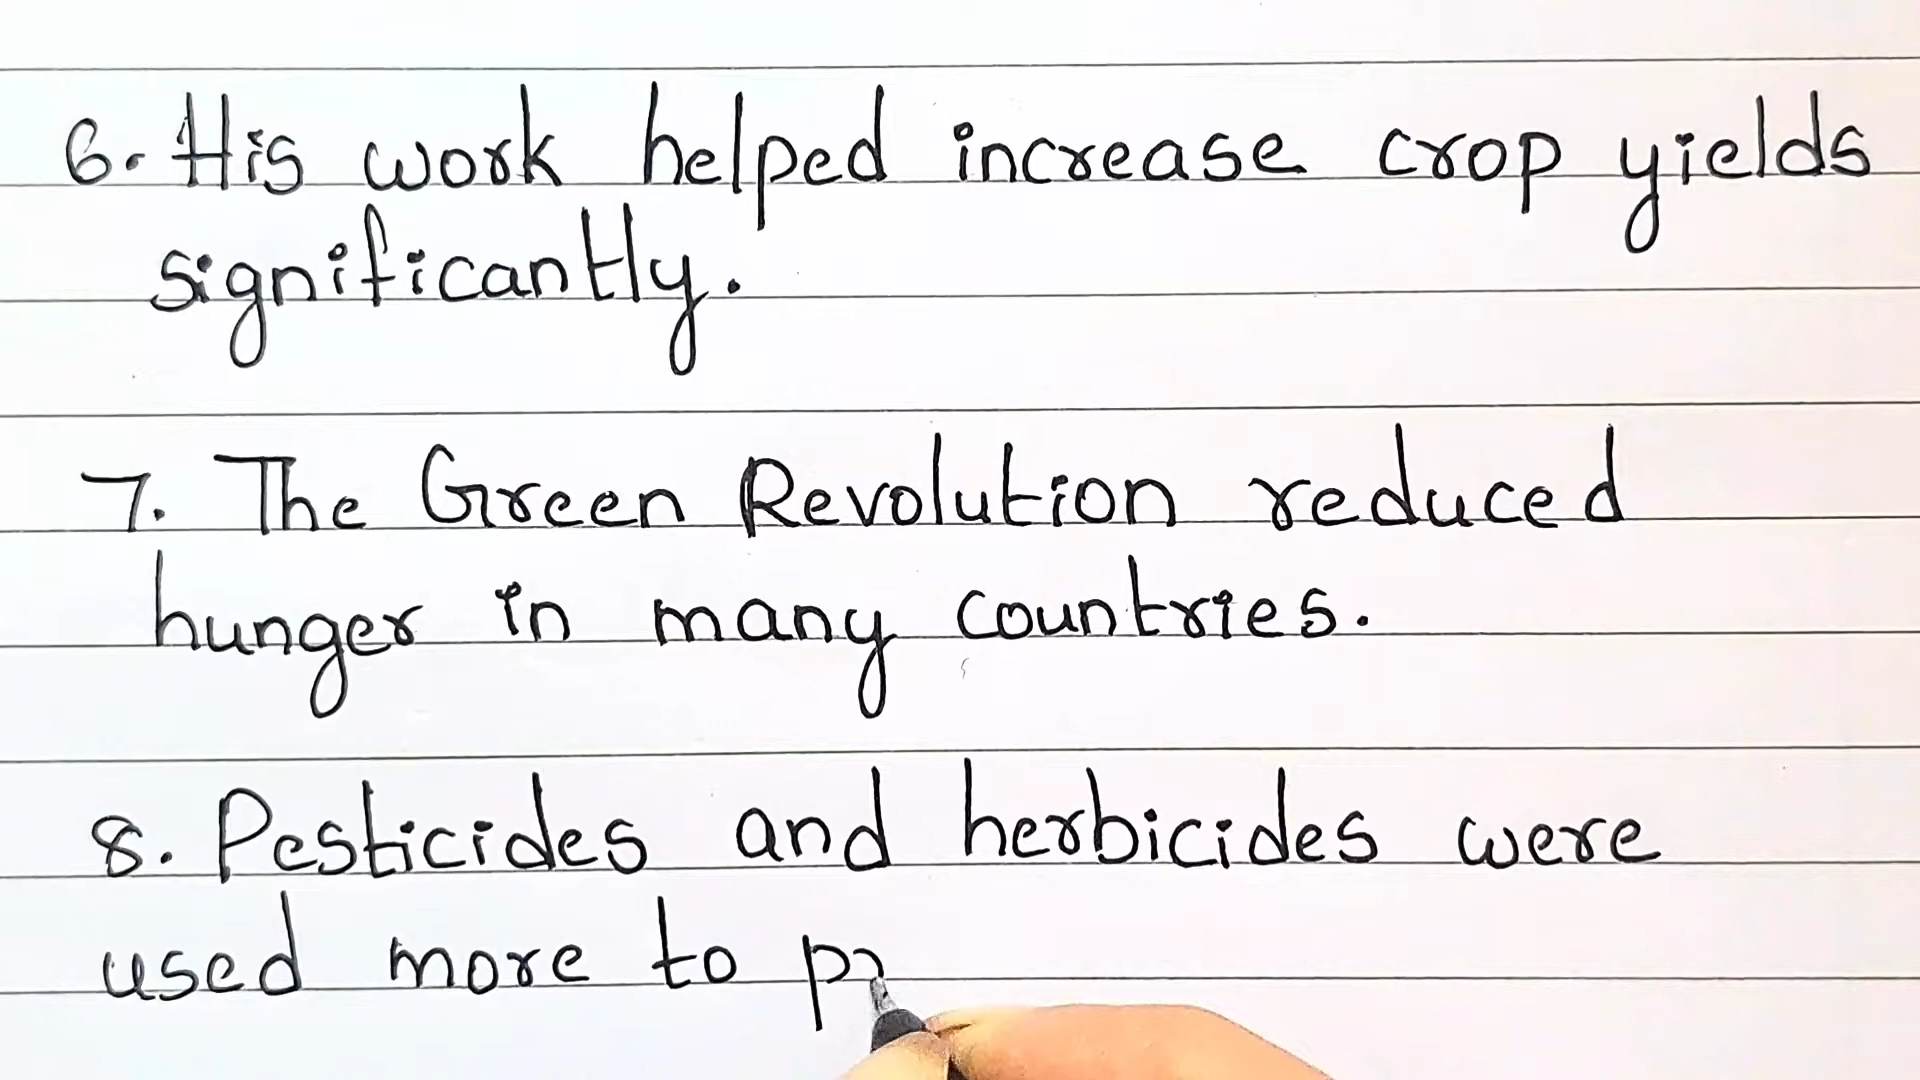 6. His work helped increase crop yields
significantly.
7. The Green Revolution reduced
hunger in many countries.
8. Pesticides and herbicides were
used more to